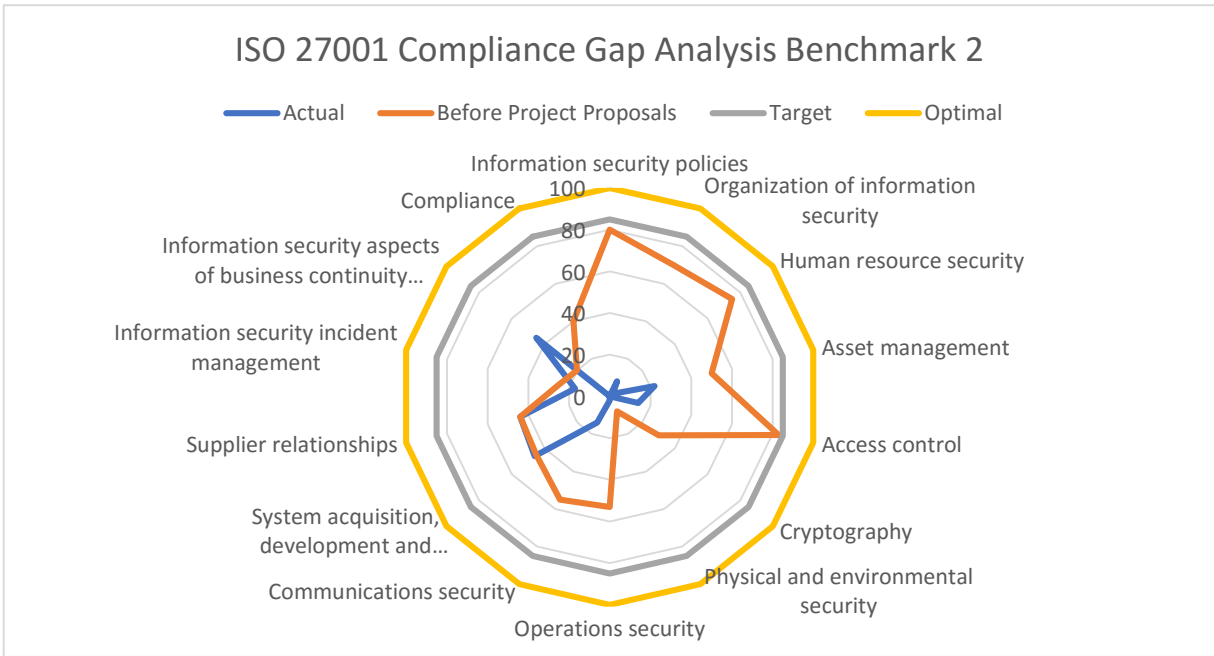 ISO 27001 Compliance Gap Analysis Benchmark 2
Actual
Before Project Proposals
Target
Optimal
Information security policies
Organization of information
security
Human resource security
Asset management
Access control
Cryptography
Physical and environmental
security
Operations security
Communications security
System acquisition,
development and…
Supplier relationships
Information security incident
management
Information security aspects
of business continuity…
Compliance
100
80
60
40
20
0